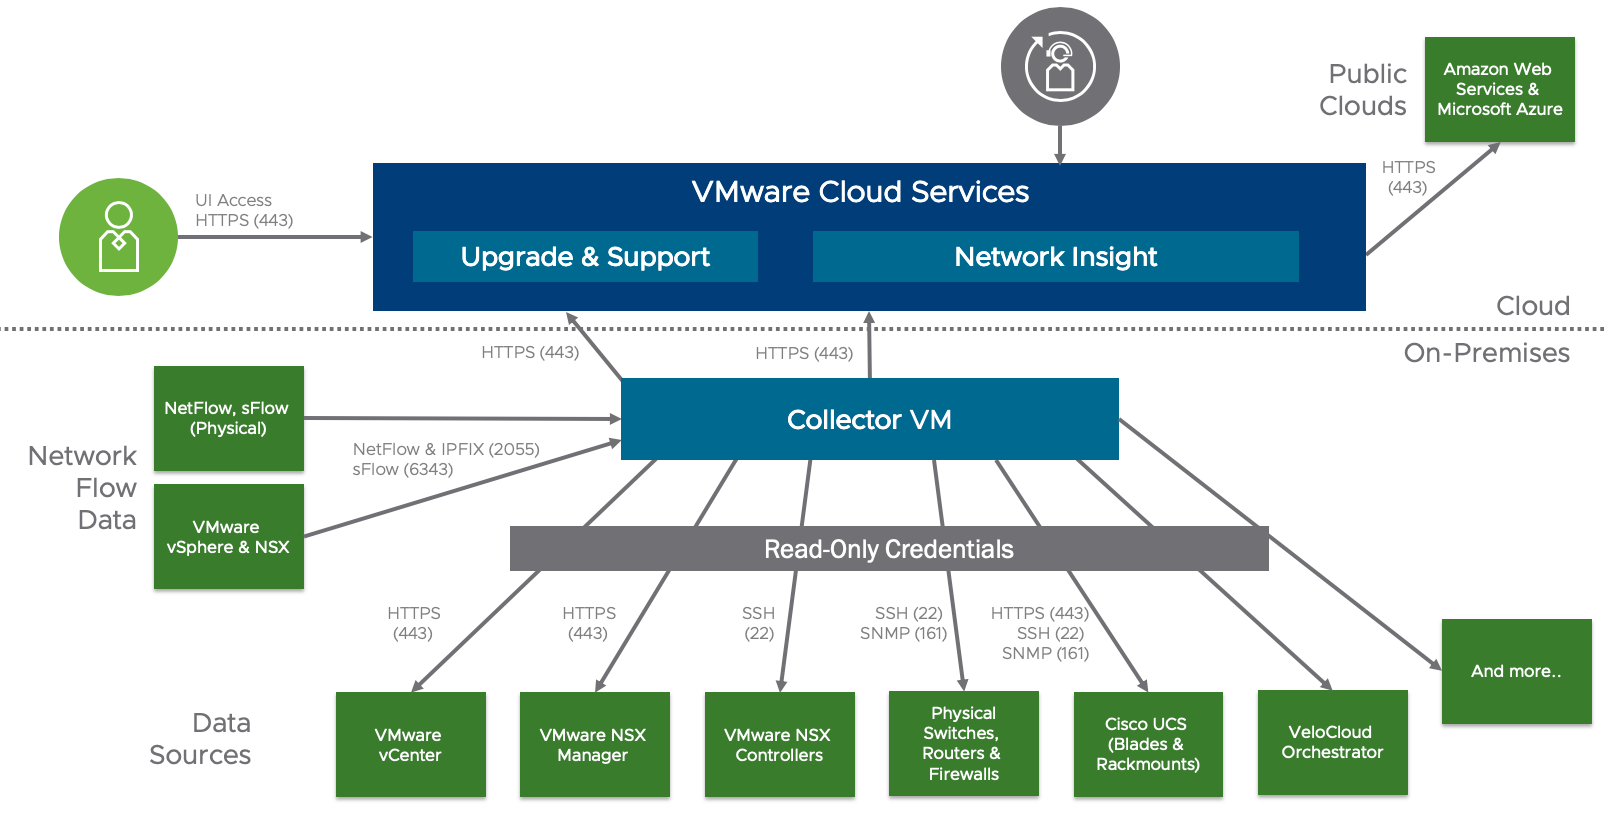 Public
Clouds
Amazon Web
Services &
Microsoft Azure
HTTPS
(443)
VMware Cloud Services
UI Access
HTTPS (443)
Upgrade & Support
Network Insight
Cloud
On-Premises
HTTPS (443)
HTTPS (443)
NetFlow, sFlow
(Physical)
Collector VM
Network
Flow
Data
NetFlow & IPFIX (2055)
sFlow (6343)
VMware
vSphere & NSX
Read-Only Credentials
HTTPS
(443)
HTTPS
(443)
SSH
(22)
SSH (22)
SNMP (161)
HTTPS (443)
SSH (22)
SNMP (161)
And more..
Data
Sources
VMware
vCenter
VMware NSX
Manager
VMware NSX
Controllers
Physical
Switches,
Routers &
Firewalls
Cisco UCS
(Blades &
Rackmounts)
VeloCloud
Orchestrator